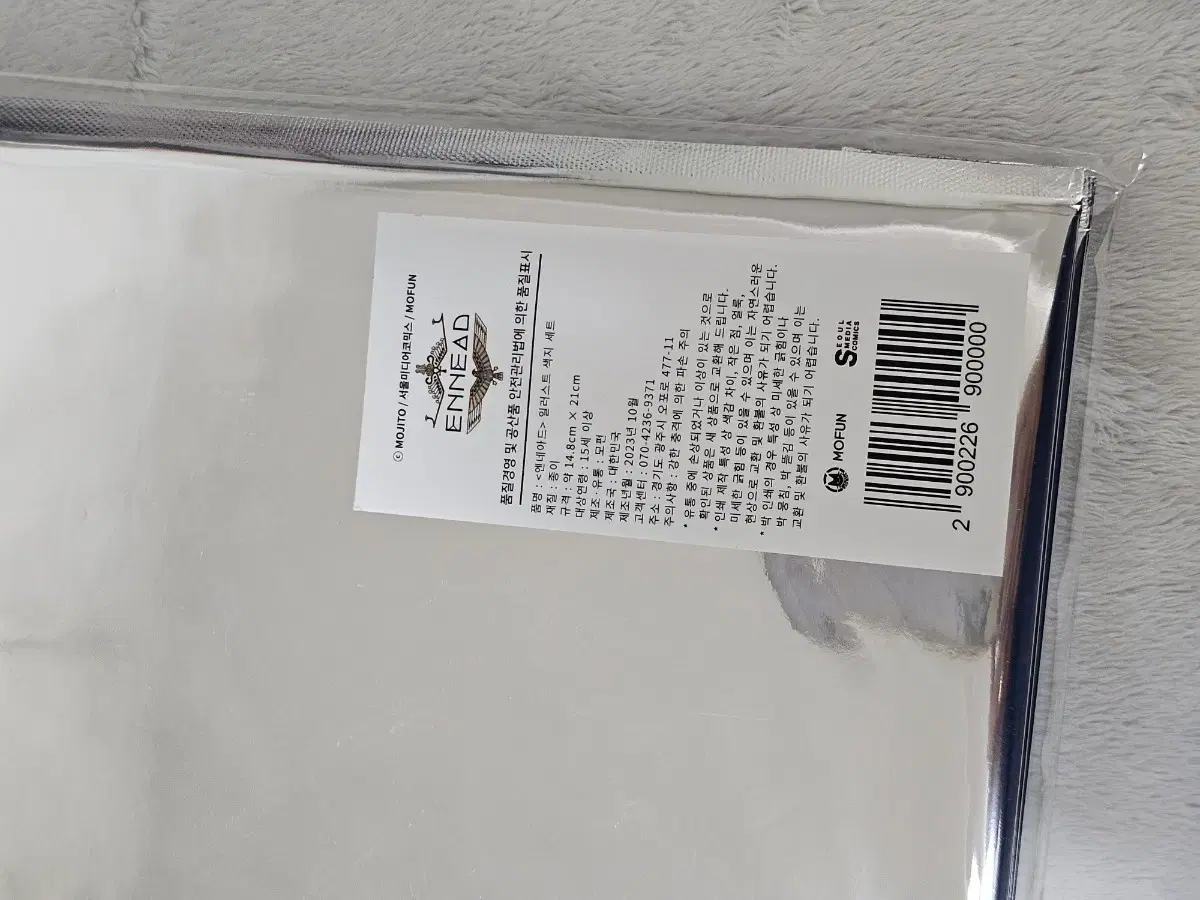 ⓒ MOJITO / 서울미디어코믹스 / MOFUN
ENNEAD
품질경영 및 공산품 안전관리법에 의한 품질표시
품명 : <엔네아드> 일러스트 색지 세트
재질 : 종이
규격 : 약 14.8cm X 21cm
대상연령 : 15세 이상
제조·유통 : 모펀
제조국 : 대한민국
제조년월 : 2023년 10월
고객센터 : 070-4236-9371
주소 : 경기도 광주시 오포로 477-11
주의사항 : 강한 충격에 의한 파손 주의
* 유통 중에 손상되었거나 이상이 있는 것으로
확인된 상품은 새 상품으로 교환해 드립니다.
* 인쇄 제작 특성 상 색감 차이, 작은 점, 얼룩,
미세한 긁힘 등이 있을 수 있으며 이는 자연스러운
현상으로 교환 및 환불의 사유가 되기 어렵습니다.
* 박 인쇄의 경우 특성 상 미세한 긁힘이나
박 뭉침, 박 튐김 등이 있을 수 있으며 이는
교환 및 환불의 사유가 되기 어렵습니다.
MOFUN
SEOUL
MEDIA
COMICS
2 900226 900000